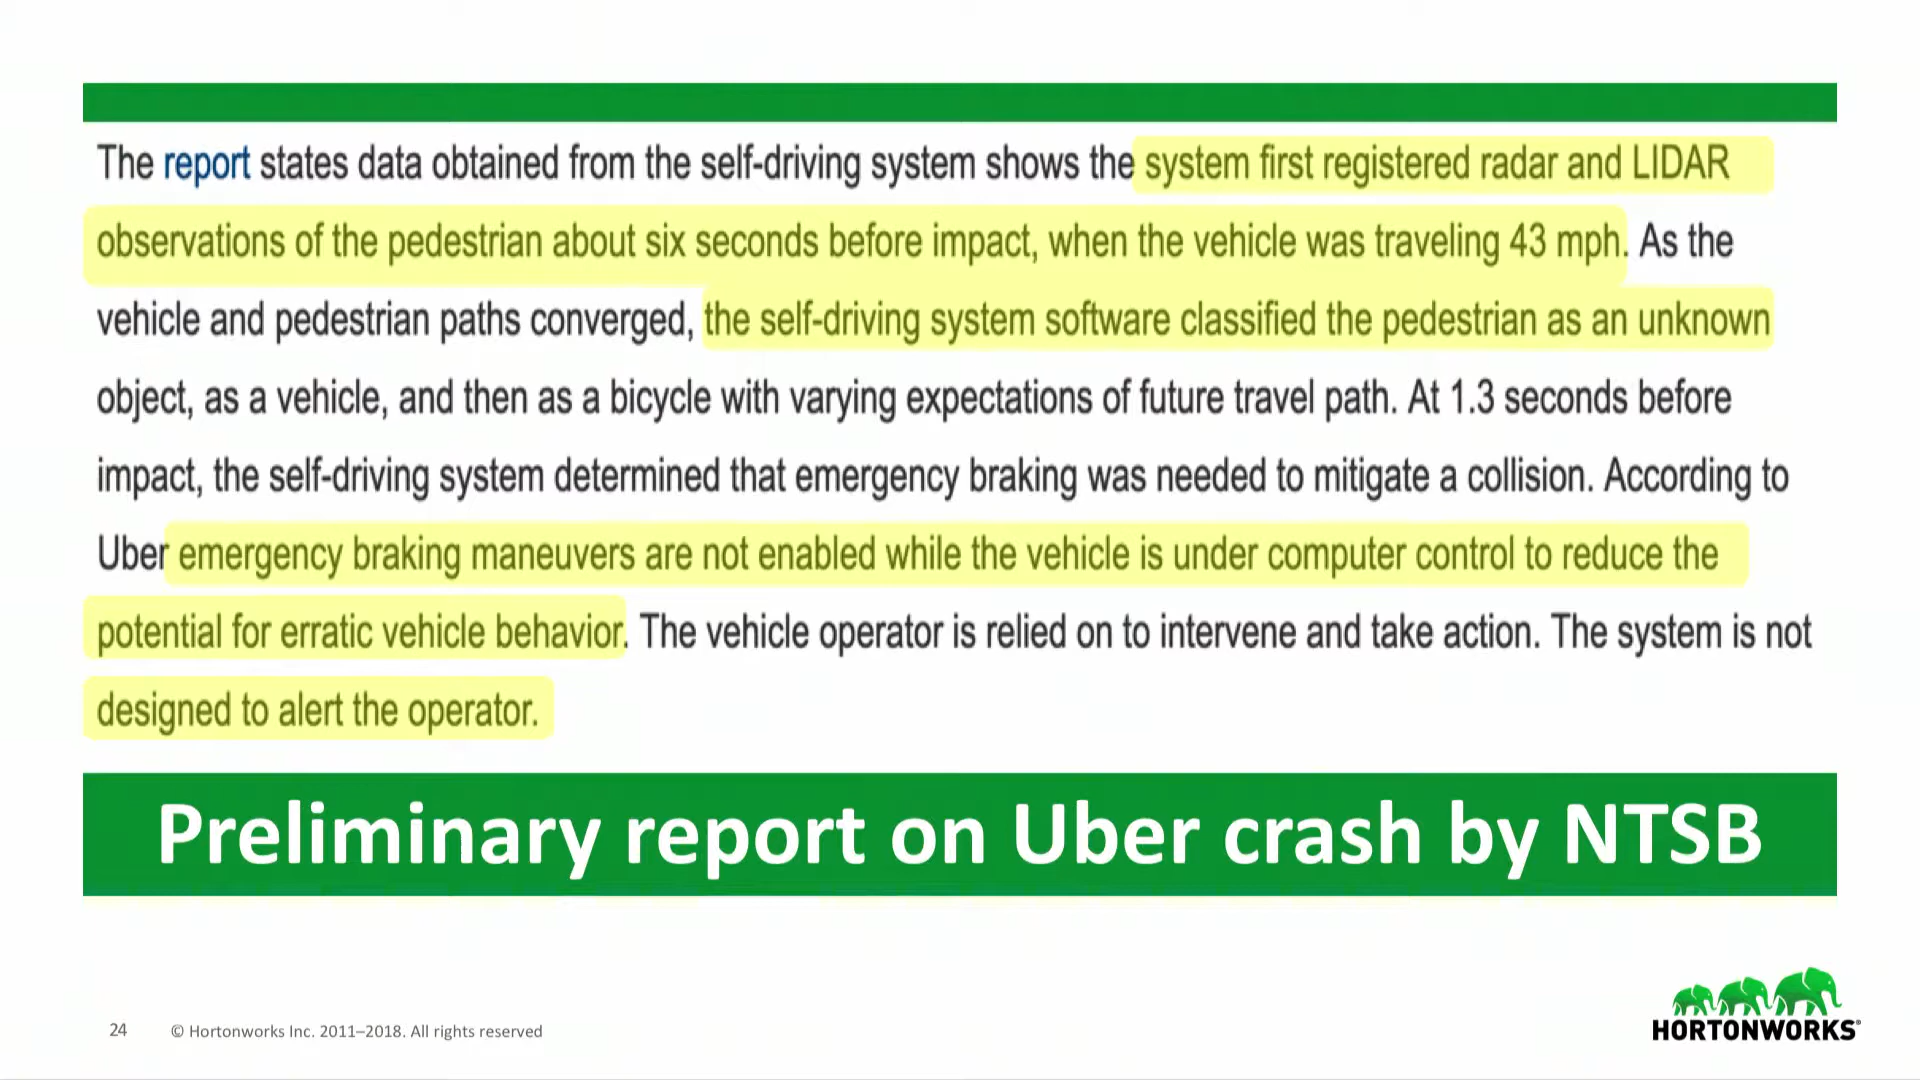 The report states data obtained from the self-driving system shows the system first registered radar and LIDAR
observations of the pedestrian about six seconds before impact, when the vehicle was traveling 43 mph. As the
vehicle and pedestrian paths converged, the self-driving system software classified the pedestrian as an unknown
object, as a vehicle, and then as a bicycle with varying expectations of future travel path. At 1.3 seconds before
impact, the self-driving system determined that emergency braking was needed to mitigate a collision. According to
Uber emergency braking maneuvers are not enabled while the vehicle is under computer control to reduce the
potential for erratic vehicle behavior. The vehicle operator is relied on to intervene and take action. The system is not
designed to alert the operator.
Preliminary report on Uber crash by NTSB
24 © Hortonworks Inc. 2011–2018. All rights reserved
HORTONWORKS®